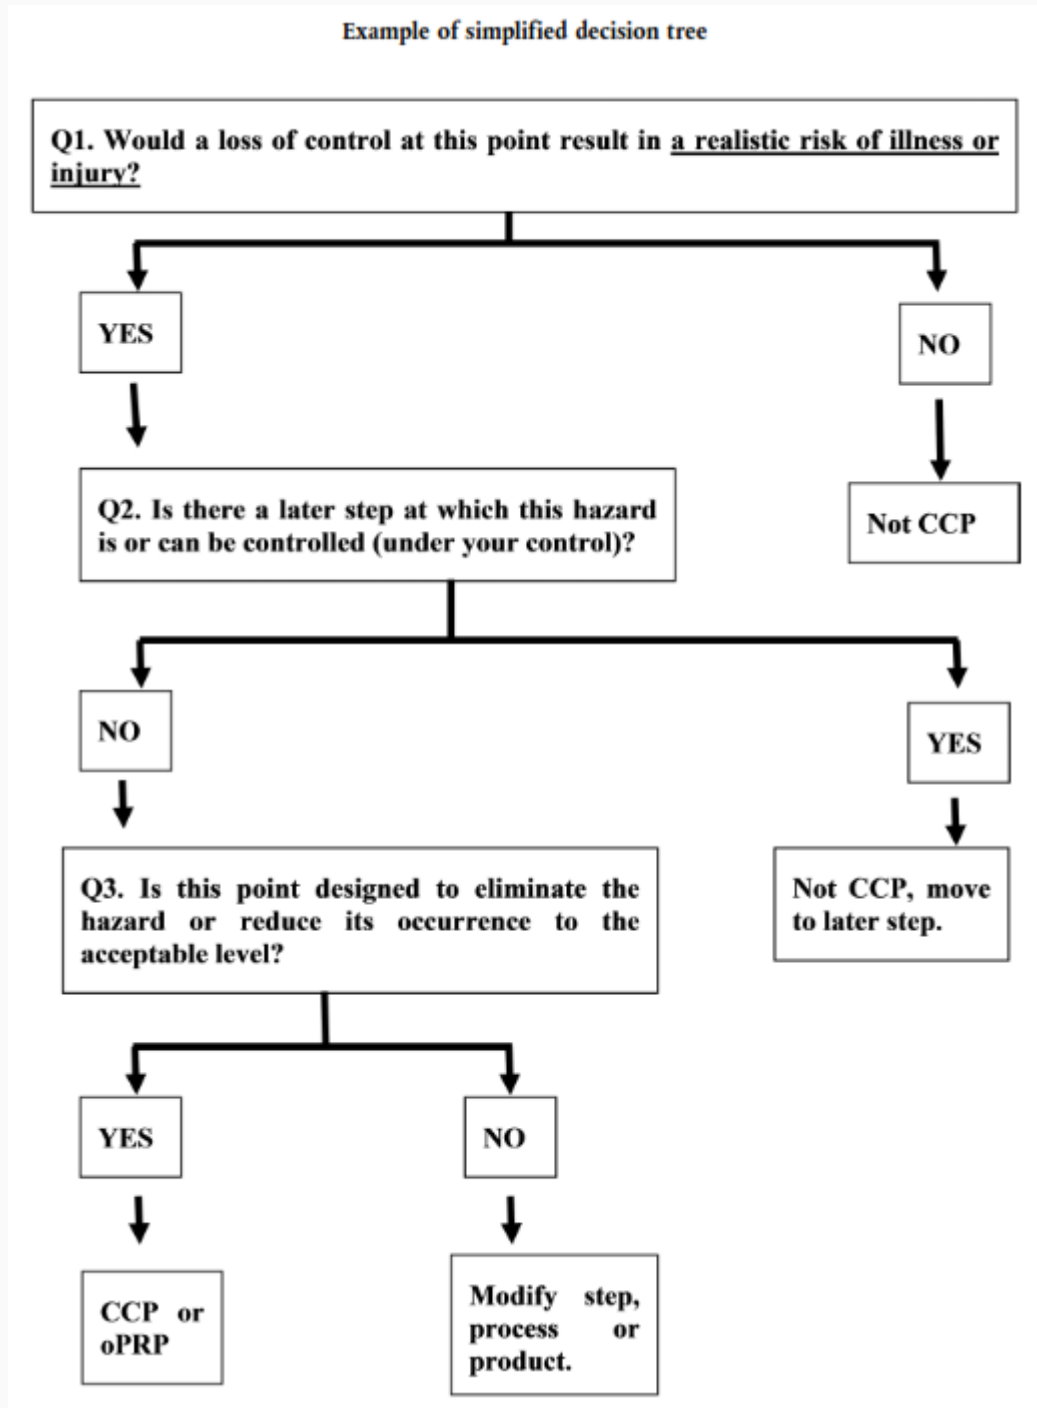 Example of simplified decision tree
Q1. Would a loss of control at this point result in a realistic risk of illness or
injury?
YES
NO
Q2. Is there a later step at which this hazard
is or can be controlled (under your control)?
Not CCP
NO
YES
Q3. Is this point designed to eliminate the
hazard or reduce its occurrence to the
acceptable level?
Not CCP, move
to later step.
YES
NO
CCP or
oPRP
Modify step,
process or
product.